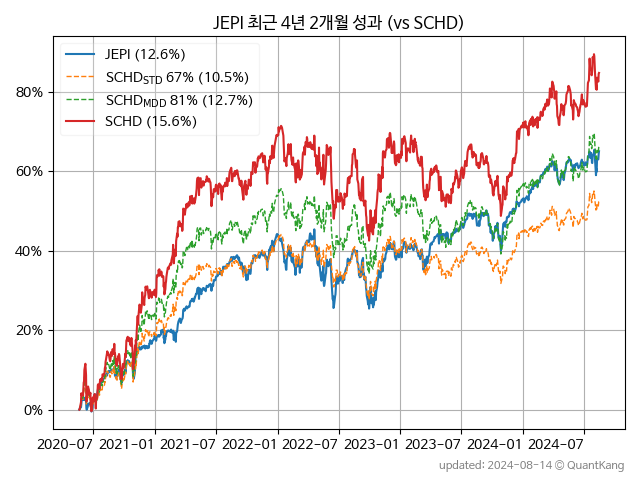 JEPI 최근 4년 2개월 성과 (vs SCHD)
JEPI (12.6%)
SCHD_STD 67% (10.5%)
SCHD_MDD 81% (12.7%)
SCHD (15.6%)
80%
60%
40%
20%
0%
2020-07 2021-01 2021-07 2022-01 2022-07 2023-01 2023-07 2024-01 2024-07
updated: 2024-08-14 © QuantKang